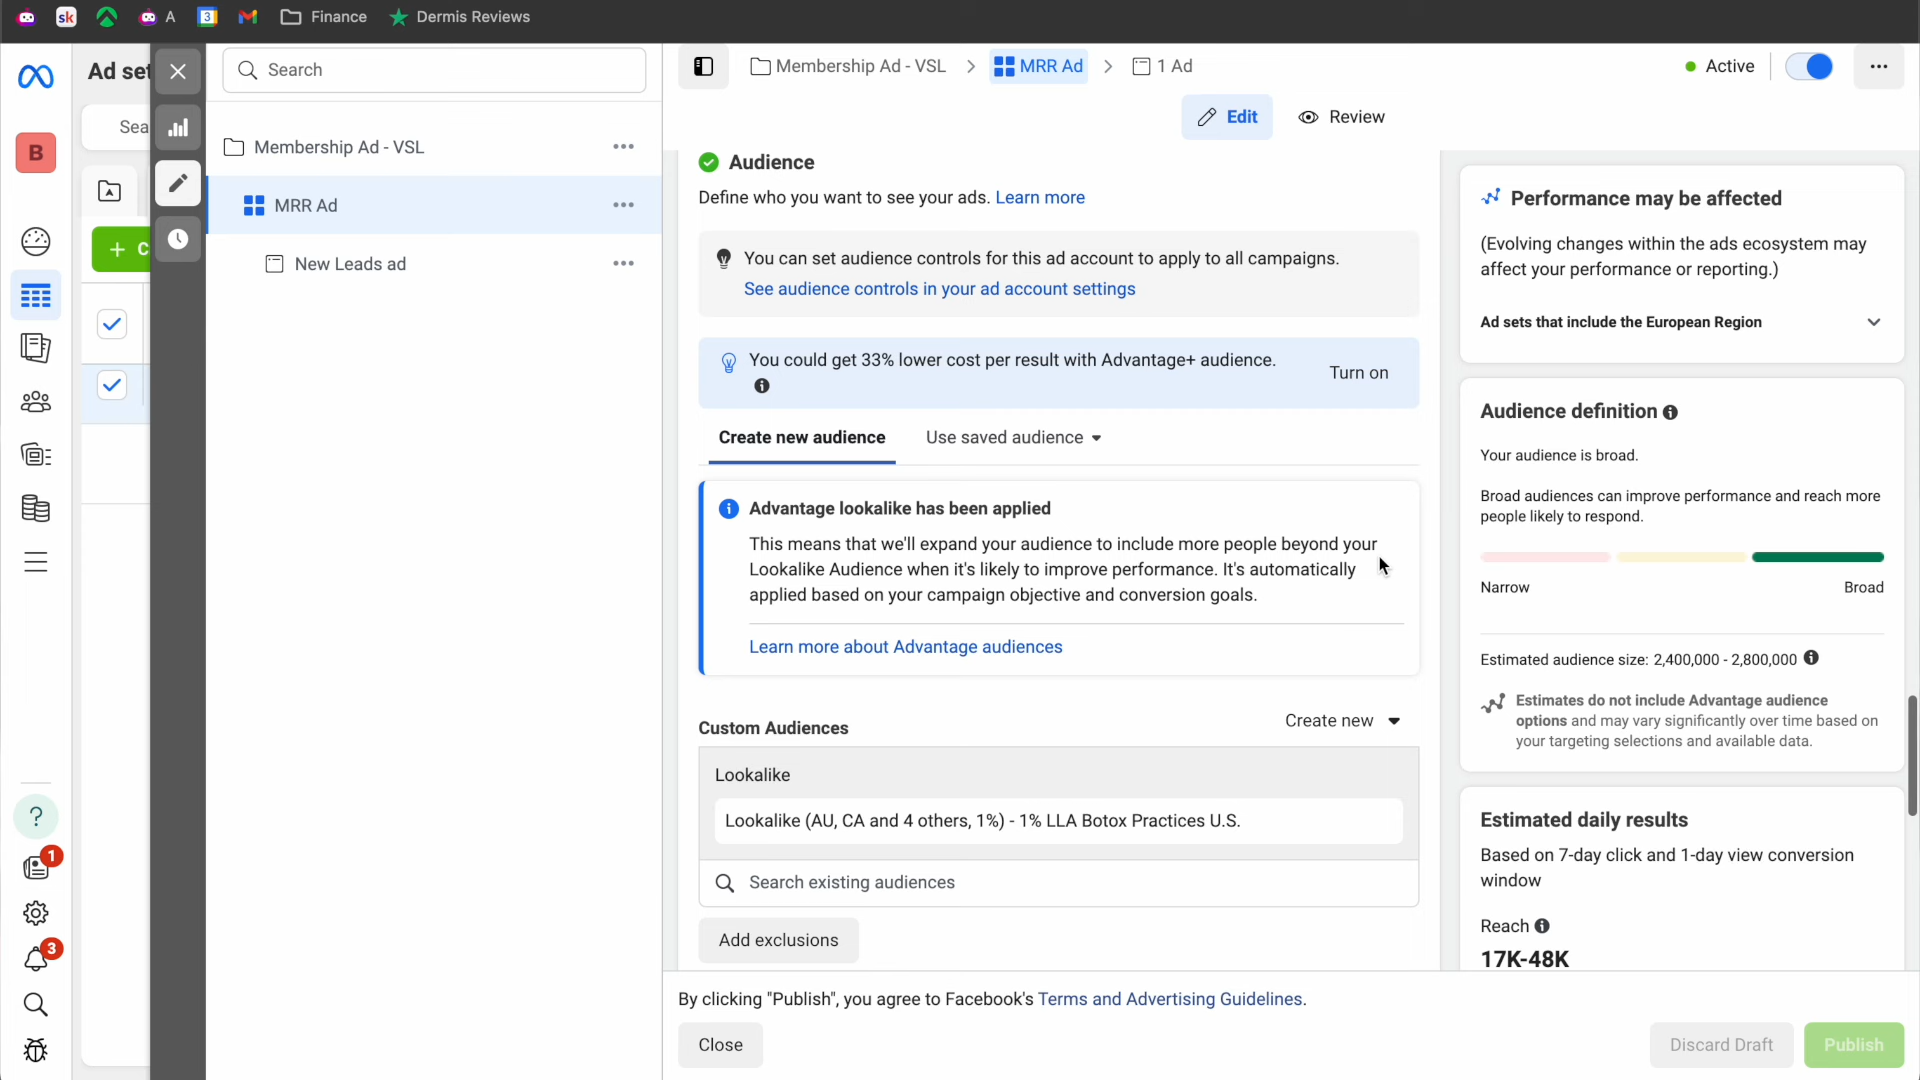 sk
A
3
Finance
Dermis Reviews
Ad set
Search
Membership Ad - VSL
MRR Ad
1 Ad
Active
Sea
Edit
Review
B
Membership Ad - VSL
MRR Ad
New Leads ad
+ C
Audience
Define who you want to see your ads. Learn more
You can set audience controls for this ad account to apply to all campaigns.
See audience controls in your ad account settings
You could get 33% lower cost per result with Advantage+ audience.
Turn on
Create new audience
Use saved audience
Advantage lookalike has been applied
This means that we'll expand your audience to include more people beyond your
Lookalike Audience when it's likely to improve performance. It's automatically
applied based on your campaign objective and conversion goals.
Learn more about Advantage audiences
Custom Audiences
Create new
Lookalike
Lookalike (AU, CA and 4 others, 1%) - 1% LLA Botox Practices U.S.
Search existing audiences
Add exclusions
Performance may be affected
(Evolving changes within the ads ecosystem may
affect your performance or reporting.)
Ad sets that include the European Region
Audience definition
Your audience is broad.
Broad audiences can improve performance and reach more
people likely to respond.
Narrow
Broad
Estimated audience size: 2,400,000 - 2,800,000
Estimates do not include Advantage audience
options and may vary significantly over time based on
your targeting selections and available data.
Estimated daily results
Based on 7-day click and 1-day view conversion
window
Reach
17K-48K
?
1
3
By clicking "Publish", you agree to Facebook's Terms and Advertising Guidelines.
Close
Discard Draft
Publish